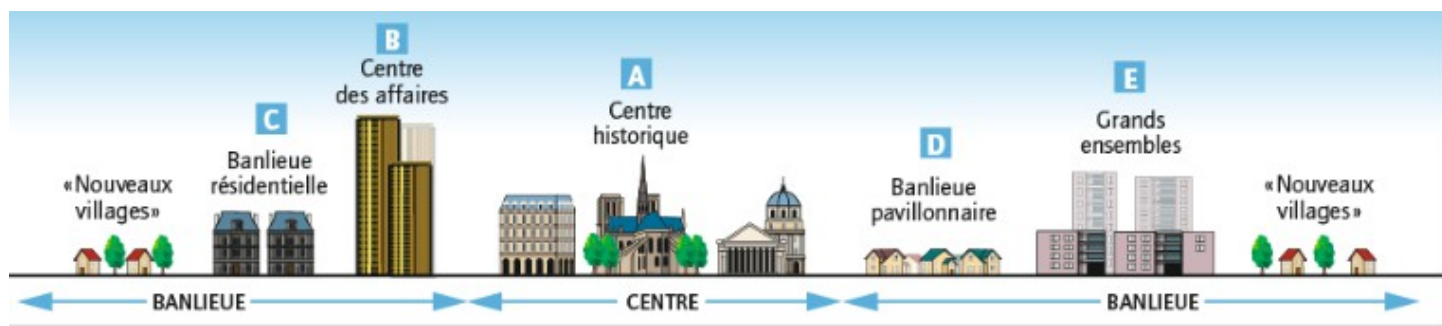 «Nouveaux
villages»
C
Banlieue
résidentielle
B
Centre
des affaires
A
Centre
historique
D
Banlieue
pavillonnaire
E
Grands
ensembles
«Nouveaux
villages»
BANLIEUE
CENTRE
BANLIEUE